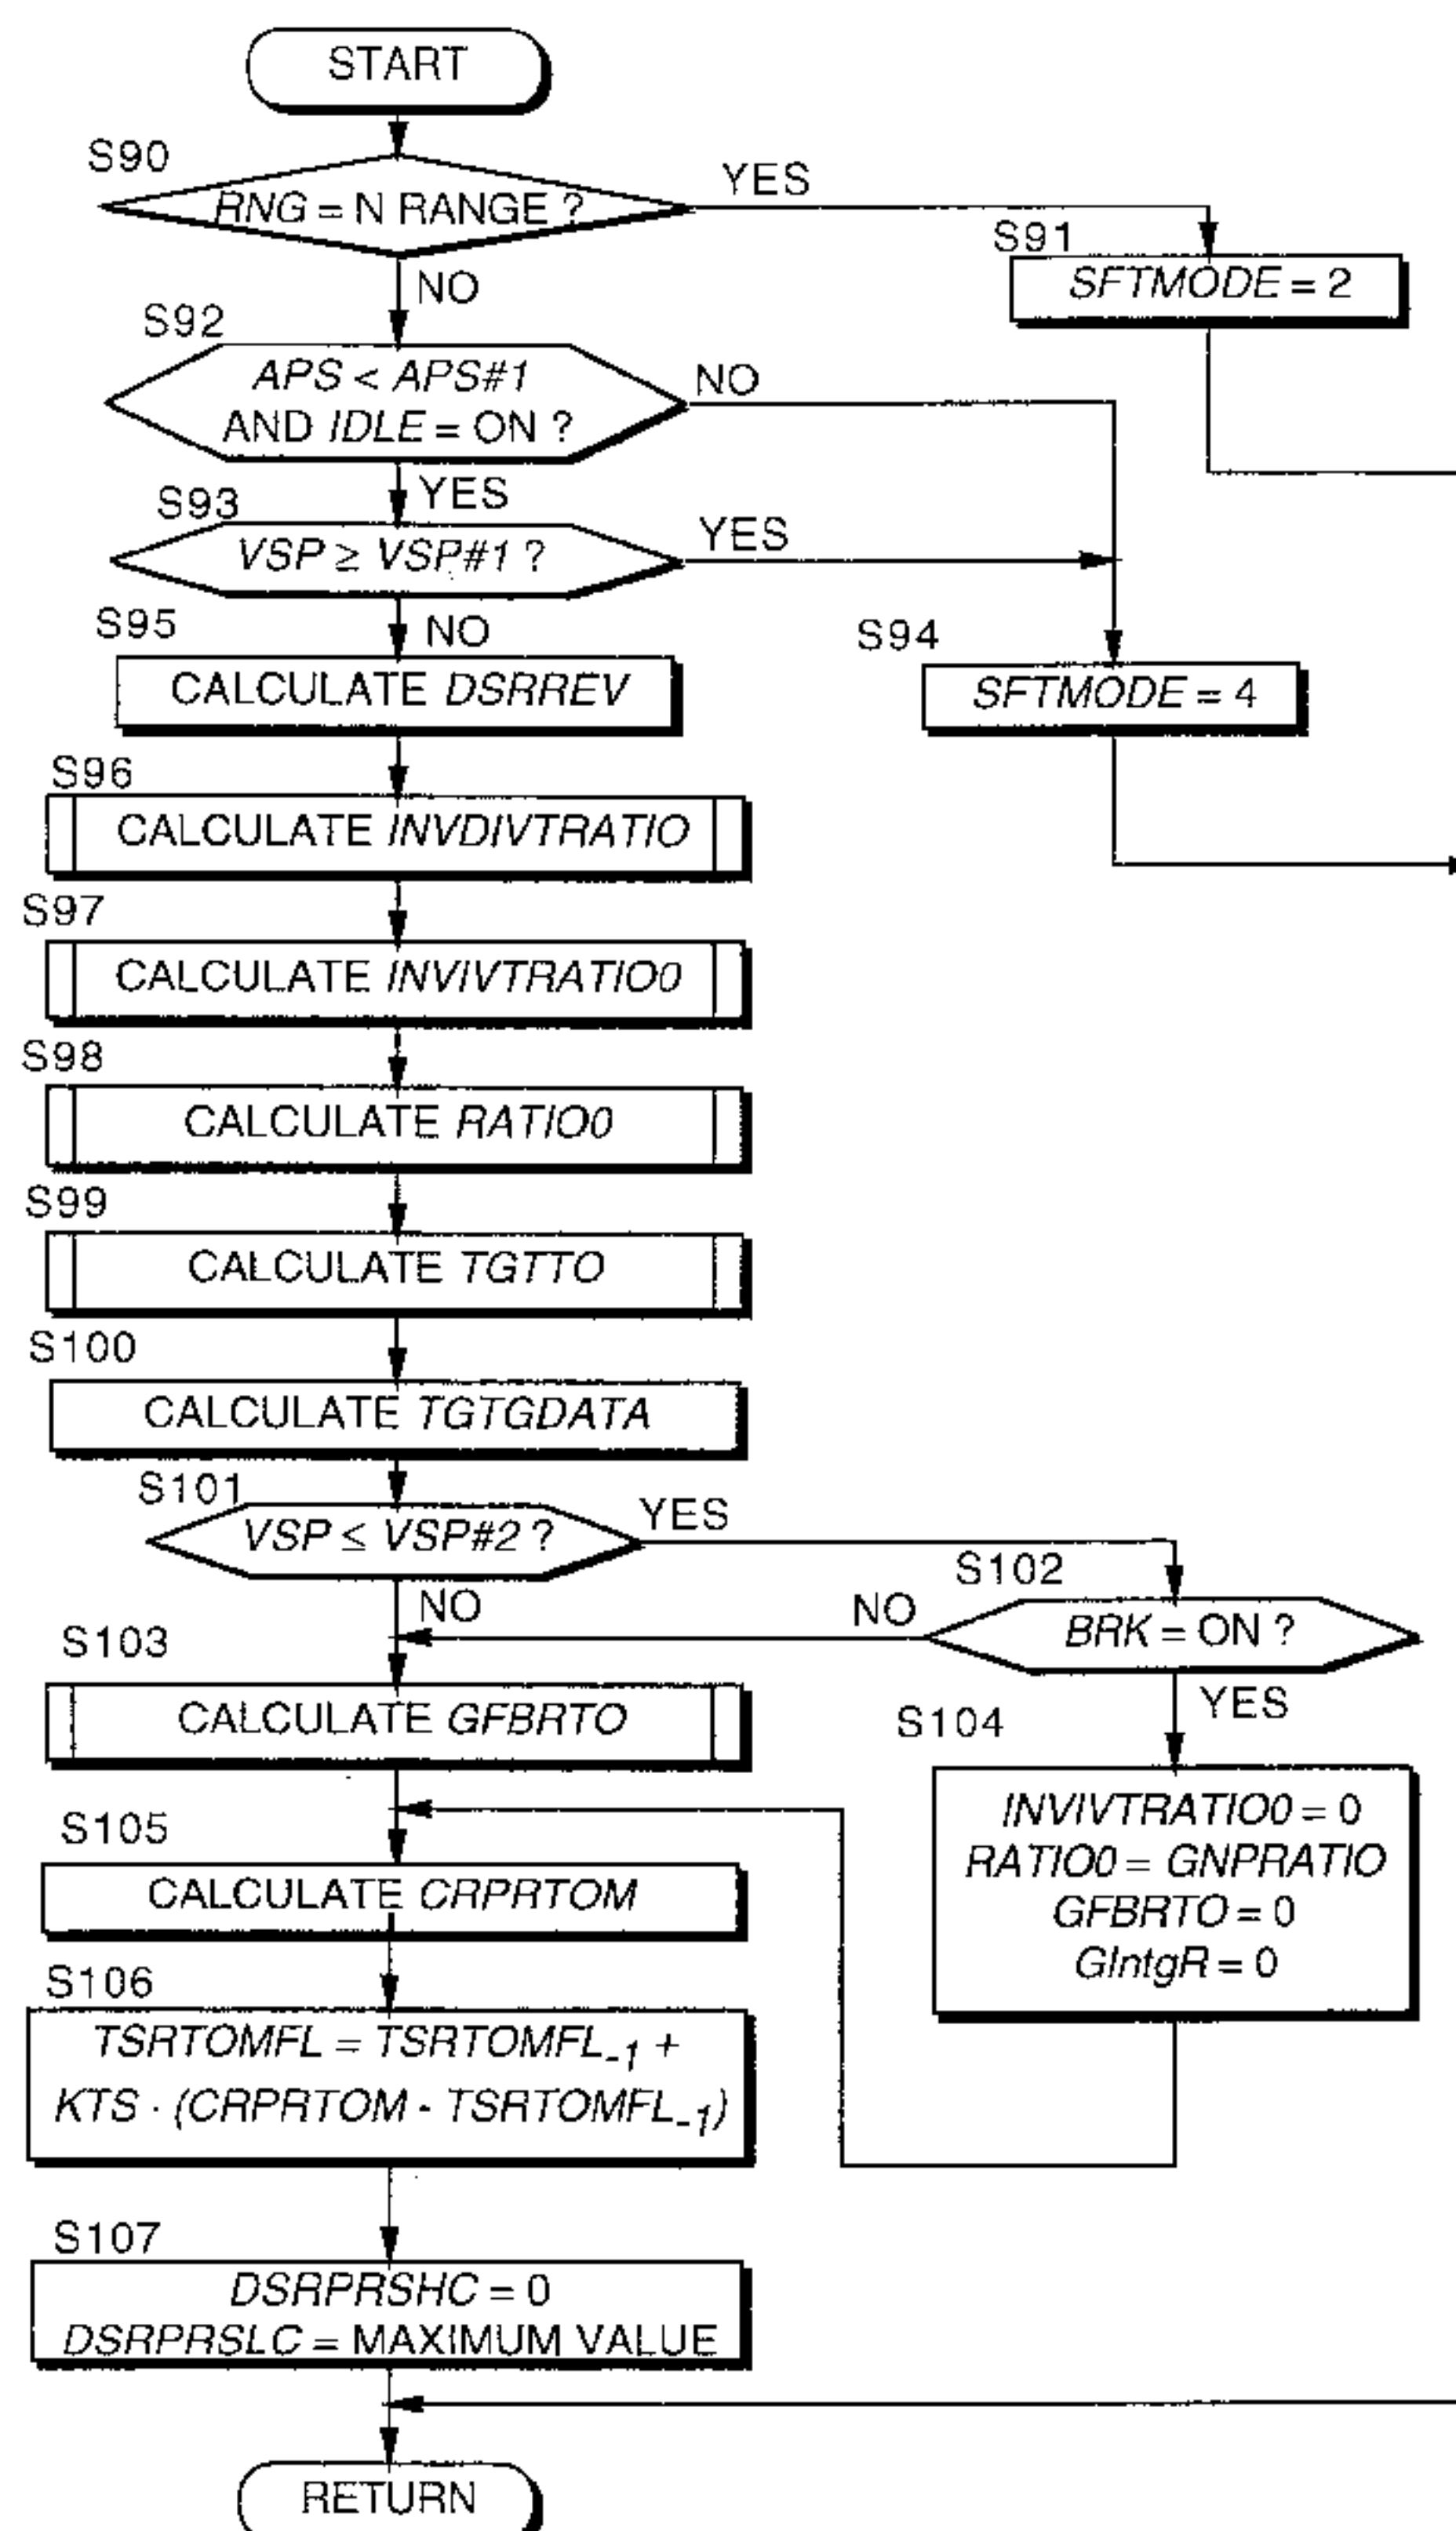 START
S90
RNG = N RANGE ?
YES
NO
S91
SFTMODE = 2
S92
APS < APS#1
AND IDLE = ON ?
NO
YES
S93
VSP ≥ VSP#1 ?
YES
NO
S94
SFTMODE = 4
S95
CALCULATE DSRREV
S96
CALCULATE INVDIVTRATIO
S97
CALCULATE INVIVTRATIO0
S98
CALCULATE RATIO0
S99
CALCULATE TGTTO
S100
CALCULATE TGTGDATA
S101
VSP ≤ VSP#2 ?
YES
NO
S102
BRK = ON ?
NO
YES
S103
CALCULATE GFBRTO
S104
INVIVTRATIO0 = 0
RATIO0 = GNPRATIO
GFBRTO = 0
GIntgR = 0
S105
CALCULATE CRPRTOM
S106
TSRTOMFL = TSRTOMFL-1 +
KTS · (CRPRTOM - TSRTOMFL-1)
S107
DSRPRSHC = 0
DSRPRSLC = MAXIMUM VALUE
RETURN